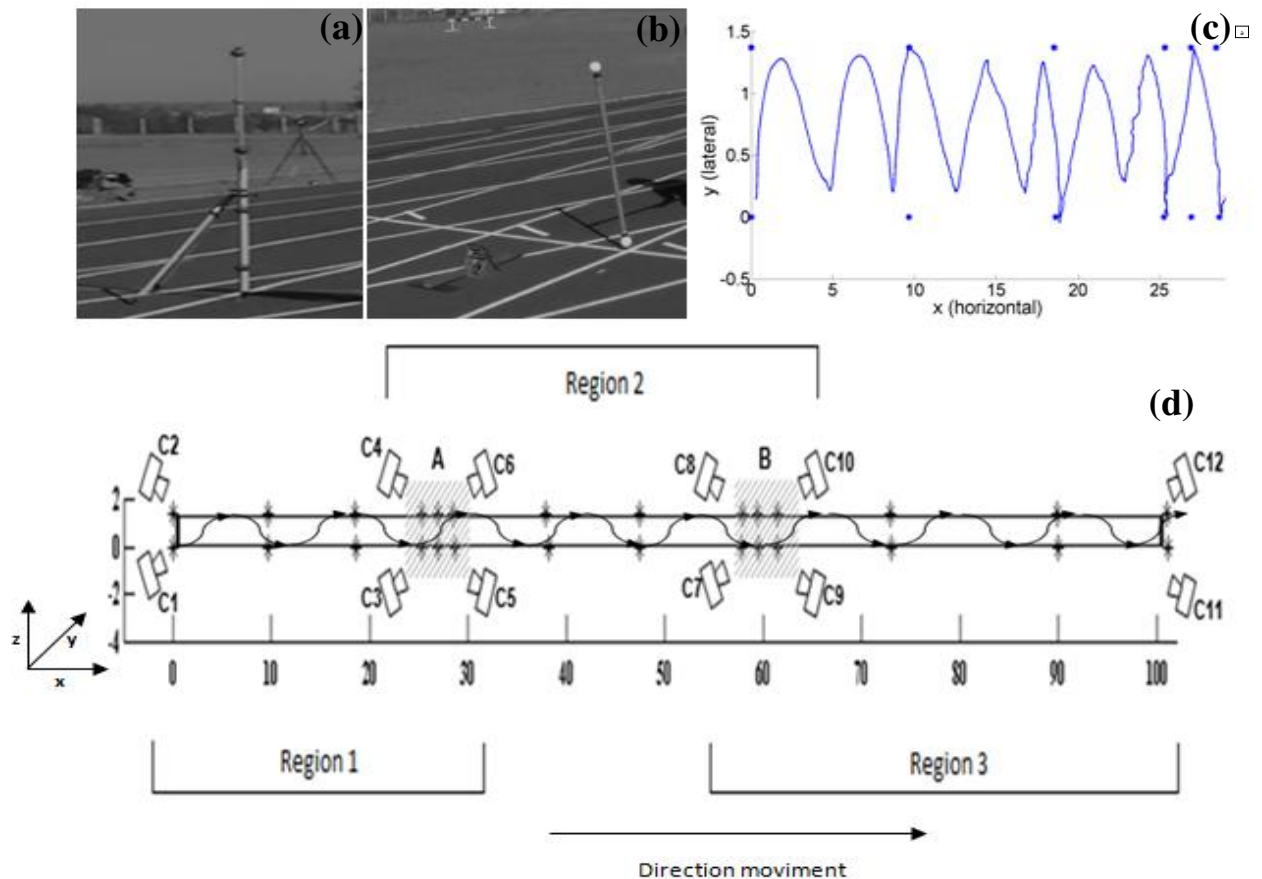 (a)
(b)
(c)
1.5
1
0.5
0
-0.5
y (lateral)
0 5 10 15 20 25
x (horizontal)
Region 2
(d)
C2 C4 A C6 C8 B C10 C12
2
0
-2
-4
C1 C3 C5 C7 C9 C11
z y
x
0 10 20 30 40 50 60 70 80 90 100
Region 1 Region 3
Direction moviment